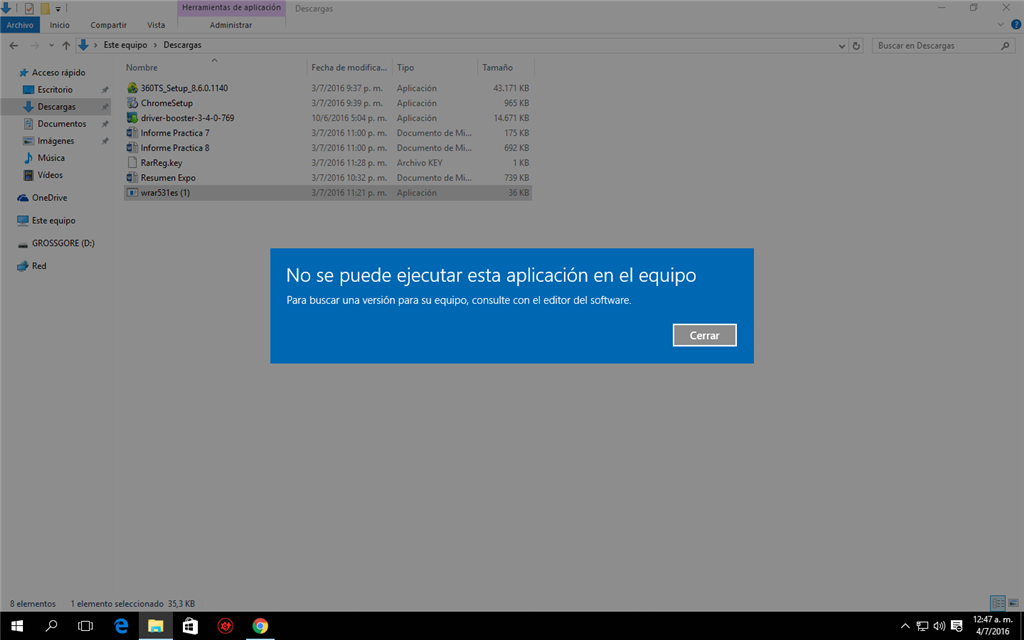 Herramientas de aplicación Descargas
Archivo Inicio Compartir Vista Administrar
Este equipo Descargas Buscar en Descargas
Nombre Fecha de modifica... Tipo Tamaño
Acceso rápido
Escritorio
Descargas
Documentos
Imágenes
Música
Vídeos
OneDrive
Este equipo
GROSSGORE (D:)
Red
360TS_Setup_8.6.0.1140 3/7/2016 9:37 p. m. Aplicación 43.171 KB
ChromeSetup 3/7/2016 9:39 p. m. Aplicación 965 KB
driver-booster-3-4-0-769 10/6/2016 5:04 p. m. Aplicación 14.671 KB
Informe Practica 7 3/7/2016 11:00 p. m. Documento de Mi... 175 KB
Informe Practica 8 3/7/2016 11:00 p. m. Documento de Mi... 692 KB
RarReg.key 3/7/2016 11:28 p. m. Archivo KEY 1 KB
Resumen Expo 3/7/2016 10:32 p. m. Documento de Mi... 739 KB
wrar531es (1) 3/7/2016 11:21 p. m. Aplicación 36 KB
No se puede ejecutar esta aplicación en el equipo
Para buscar una versión para su equipo, consulte con el editor del software.
Cerrar
8 elementos 1 elemento seleccionado 35,3 KB
12:47 a. m.
4/7/2016